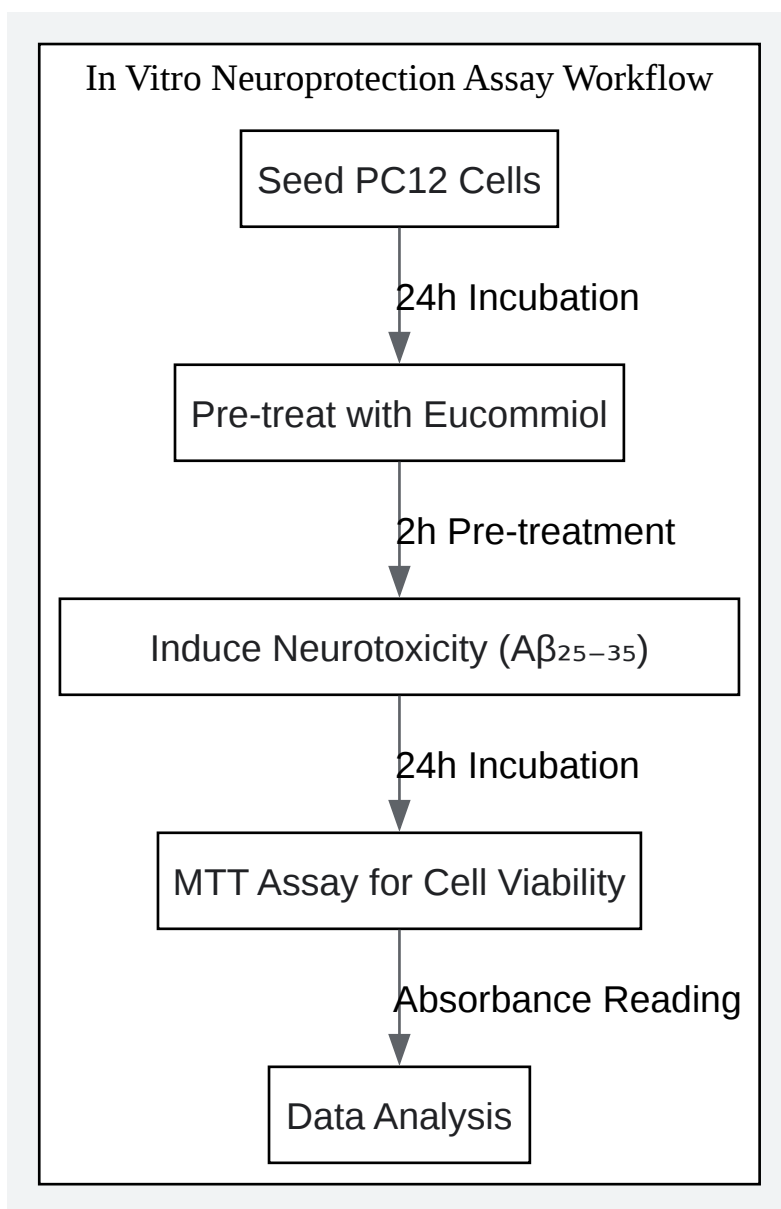 In Vitro Neuroprotection Assay Workflow
Seed PC12 Cells
24h Incubation
Pre-treat with Eucommiol
2h Pre-treatment
Induce Neurotoxicity (Aβ₂₅₋₃₅)
24h Incubation
MTT Assay for Cell Viability
Absorbance Reading
Data Analysis